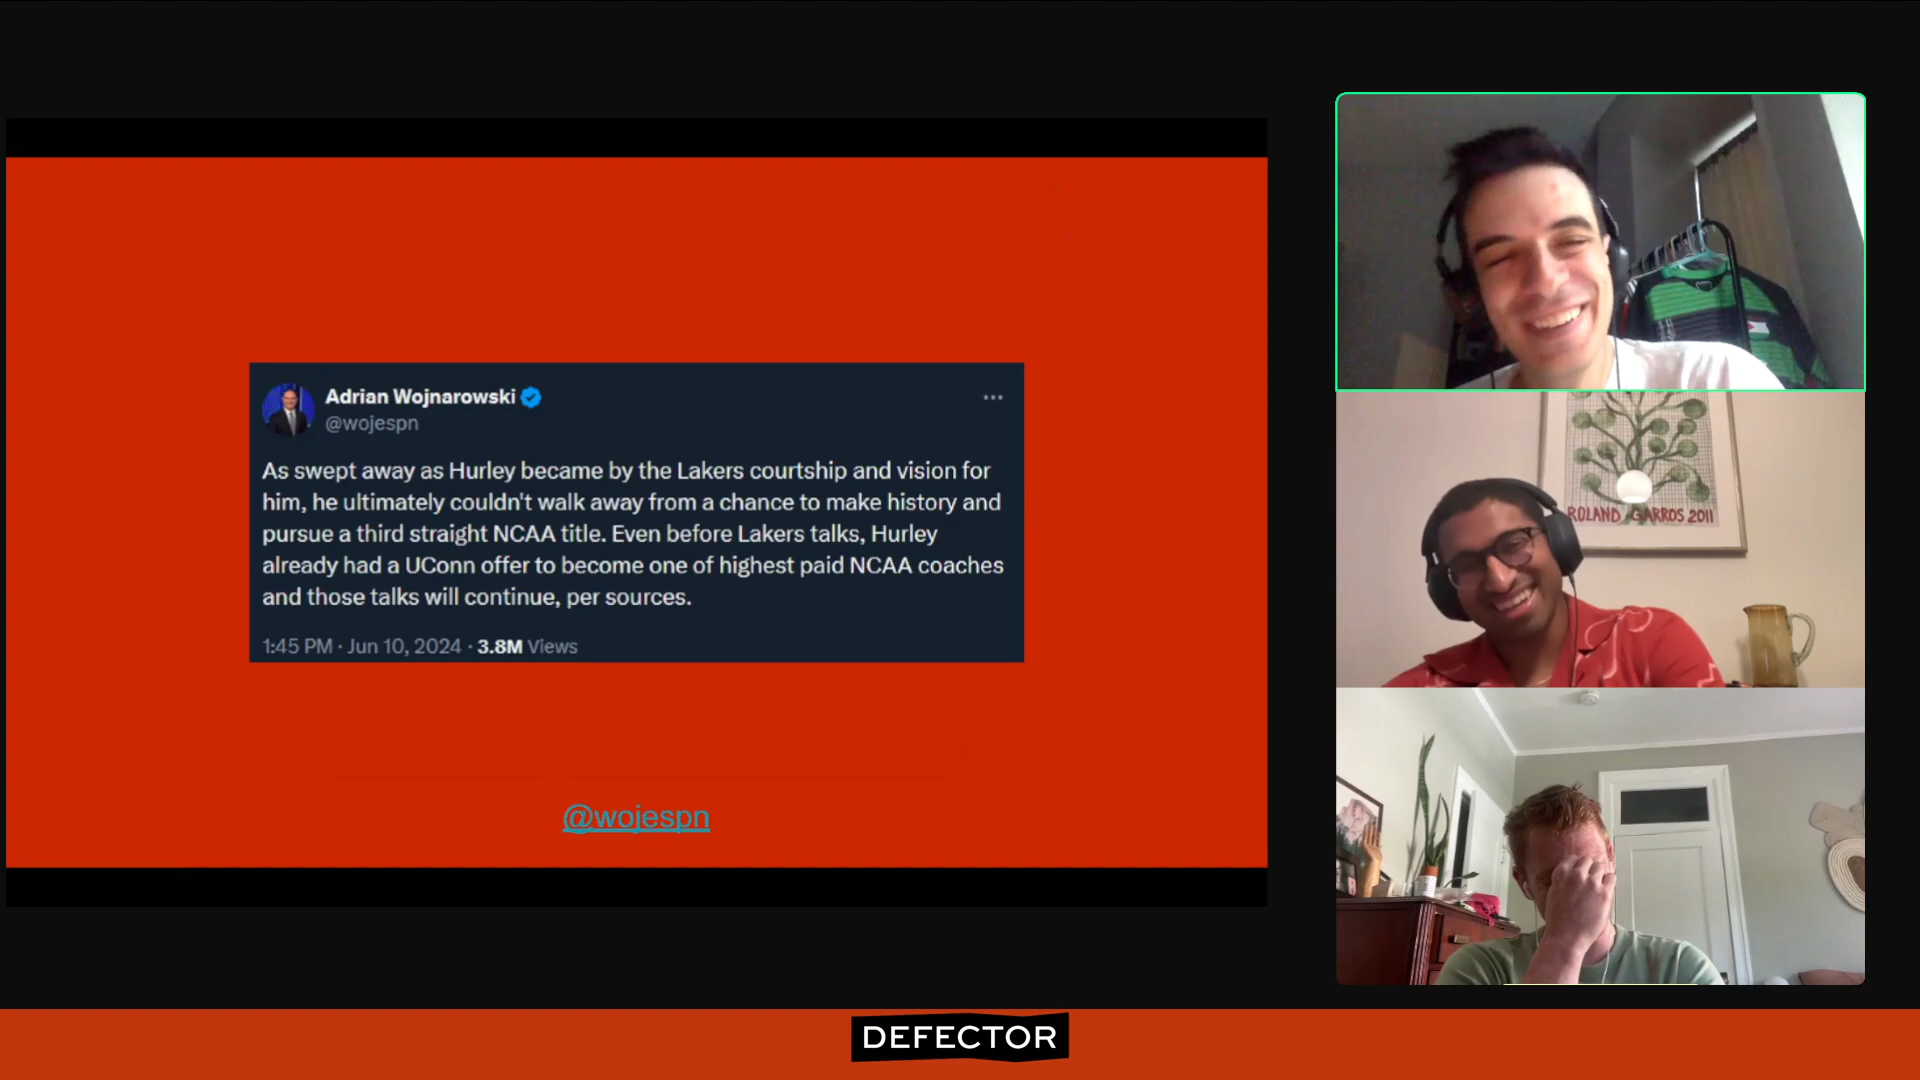 Adrian Wojnarowski
@wojespn
As swept away as Hurley became by the Lakers courtship and vision for
him, he ultimately couldn't walk away from a chance to make history and
pursue a third straight NCAA title. Even before Lakers talks, Hurley
already had a UConn offer to become one of highest paid NCAA coaches
and those talks will continue, per sources.
1:45 PM · Jun 10, 2024 · 3.8M Views
@wojespn
ROLAND GARROS 2011
DEFECTOR